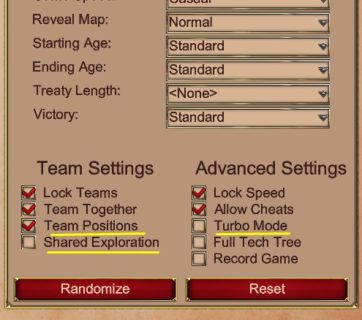 Casual
Reveal Map: Normal
Starting Age: Standard
Ending Age: Standard
Treaty Length: <None>
Victory: Standard
Team Settings Advanced Settings
Lock Teams Lock Speed
Team Together Allow Cheats
Team Positions Turbo Mode
Shared Exploration Full Tech Tree
Record Game
Randomize Reset